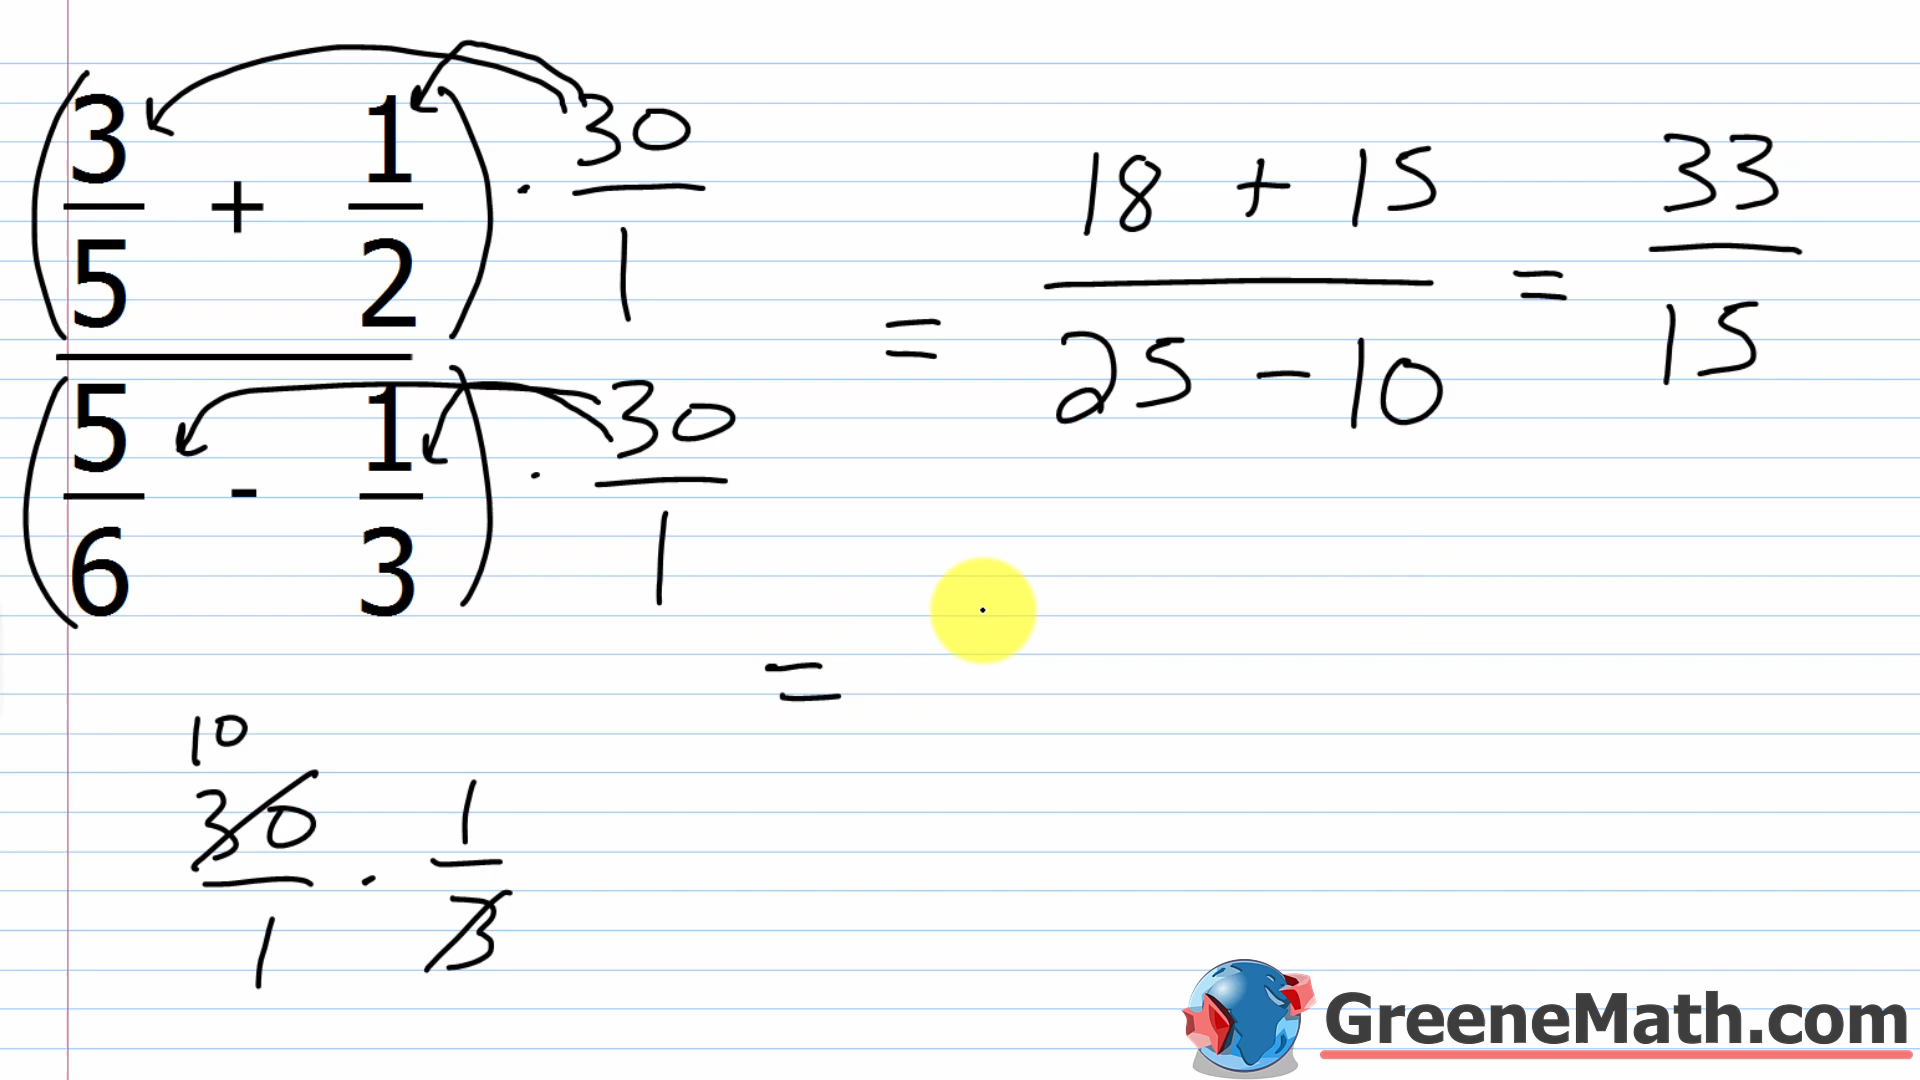 (3/5 + 1/2) · 30/1
(5/6 - 1/3) · 30/1
= 18 + 15 / 25 - 10 = 33/15
=
10
30/1 · 1/3
GreeneMath.com